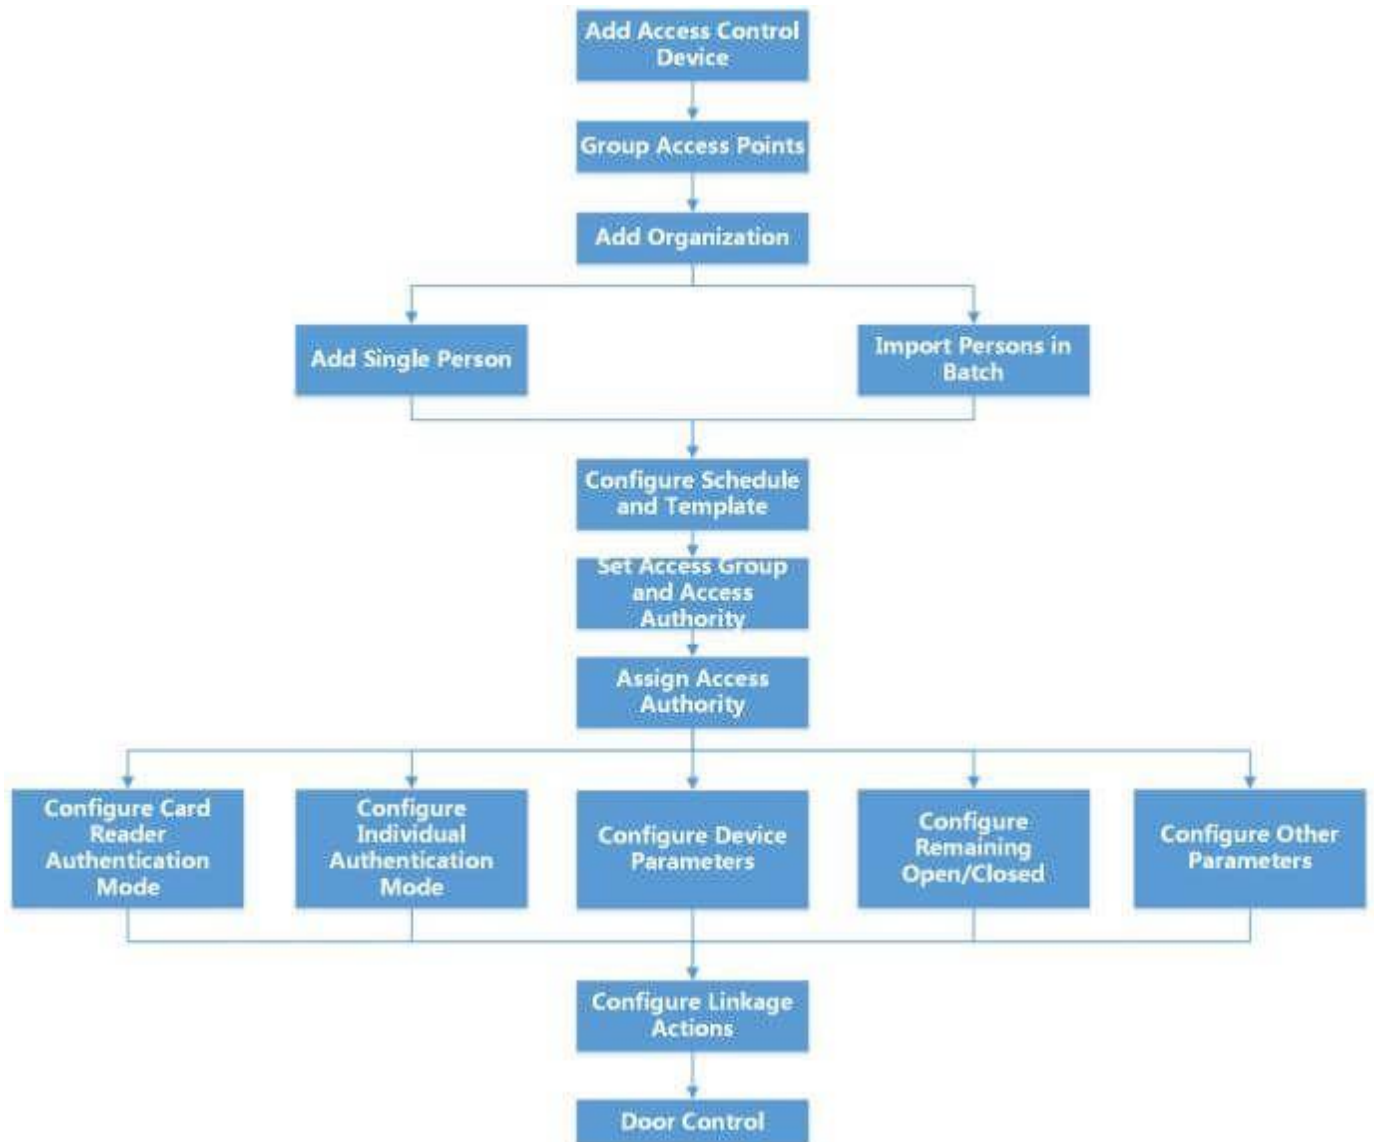 Add Access Control
Device
Group Access Points
Add Organization
Add Single Person
Import Persons in
Batch
Configure Schedule
and Template
Set Access Group
and Access
Authority
Assign Access
Authority
Configure Card
Reader
Authentication
Mode
Configure
Individual
Authentication
Mode
Configure Device
Parameters
Configure
Remaining
Open/Closed
Configure Other
Parameters
Configure Linkage
Actions
Door Control